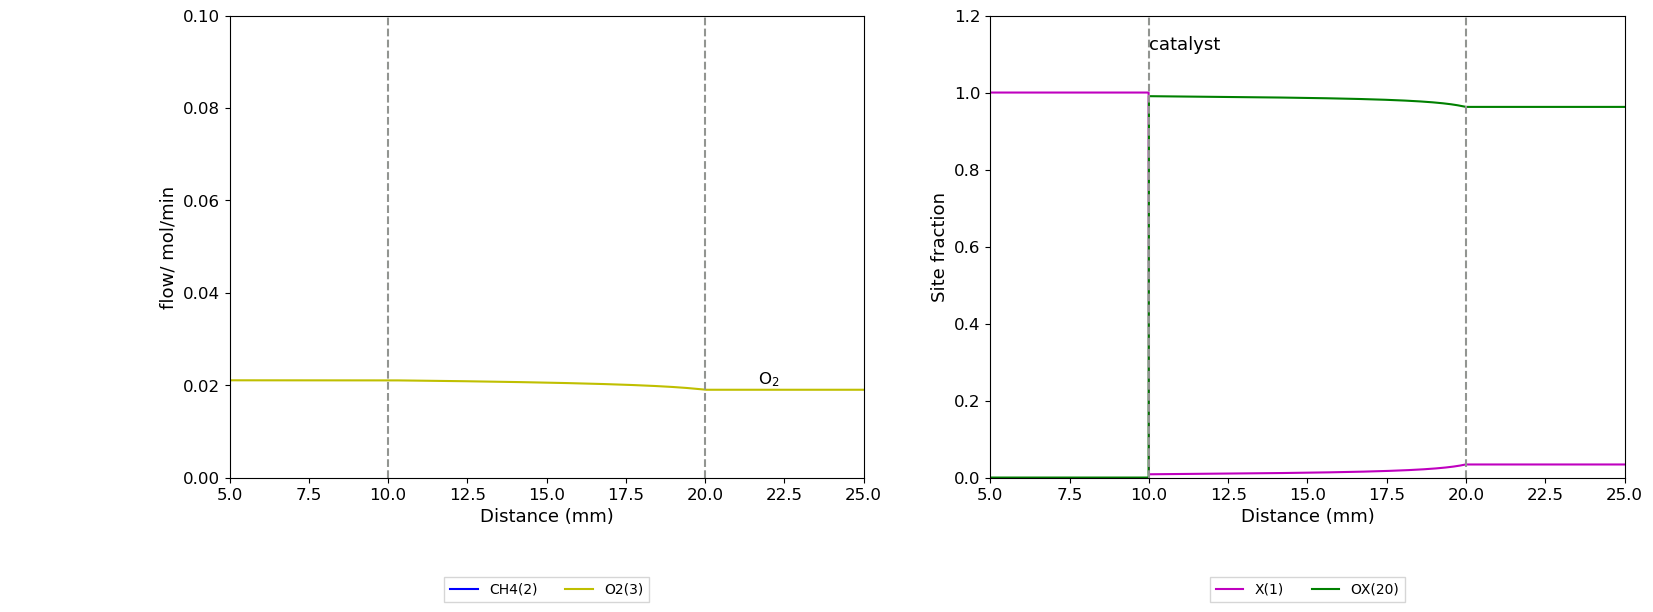 0.10
0.08
0.06
0.04
0.02
0.00
flow/ mol/min
O₂
5.0 7.5 10.0 12.5 15.0 17.5 20.0 22.5 25.0
Distance (mm)
CH4(2) O2(3)
1.2
1.0
0.8
0.6
0.4
0.2
0.0
Site fraction
catalyst
5.0 7.5 10.0 12.5 15.0 17.5 20.0 22.5 25.0
Distance (mm)
X(1) OX(20)